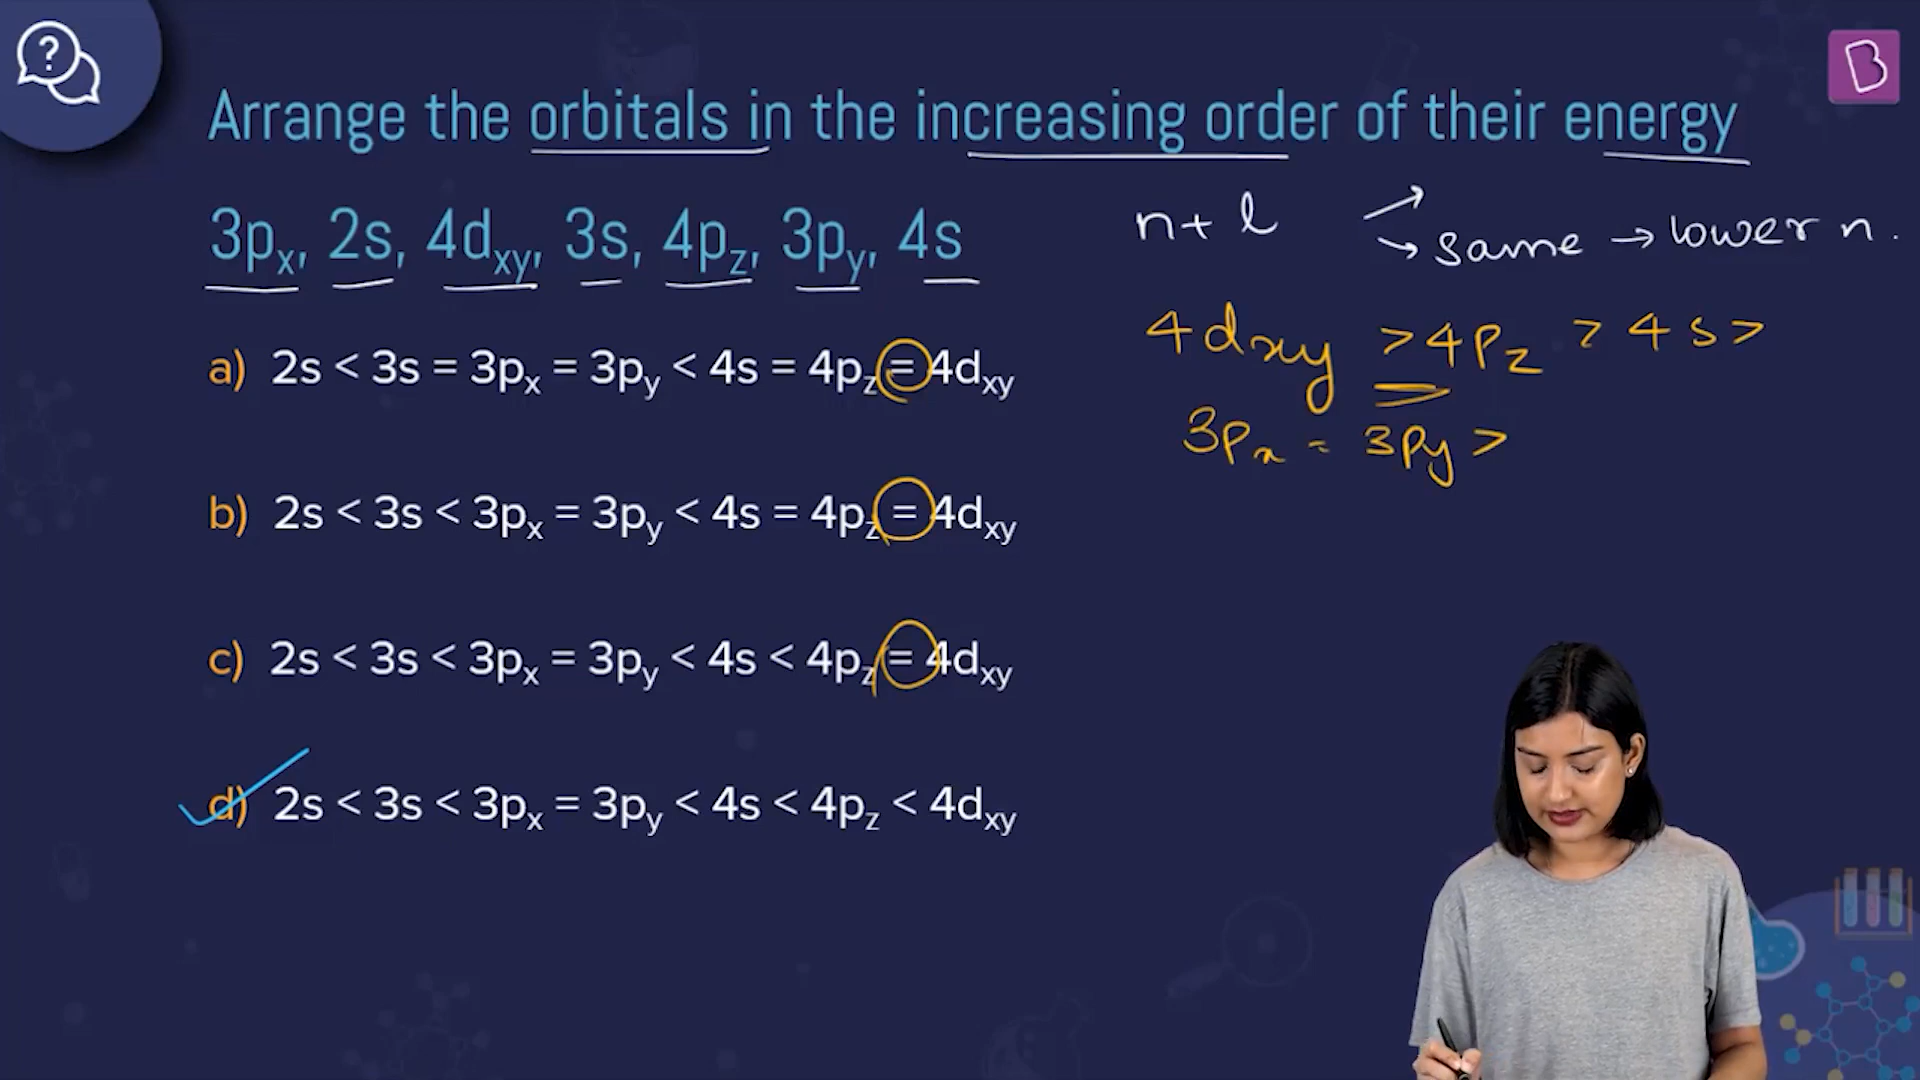 Arrange the orbitals in the increasing order of their energy
3pₓ, 2s, 4dxy, 3s, 4pz, 3py, 4s
n + l → 
→ same → lower n.
4dxy > 4pz > 4s >
3px = 3py >
a) 2s < 3s = 3px = 3py < 4s = 4pz = 4dxy
b) 2s < 3s < 3px = 3py < 4s = 4pz = 4dxy
c) 2s < 3s < 3px = 3py < 4s < 4pz = 4dxy
d) 2s < 3s < 3px = 3py < 4s < 4pz < 4dxy